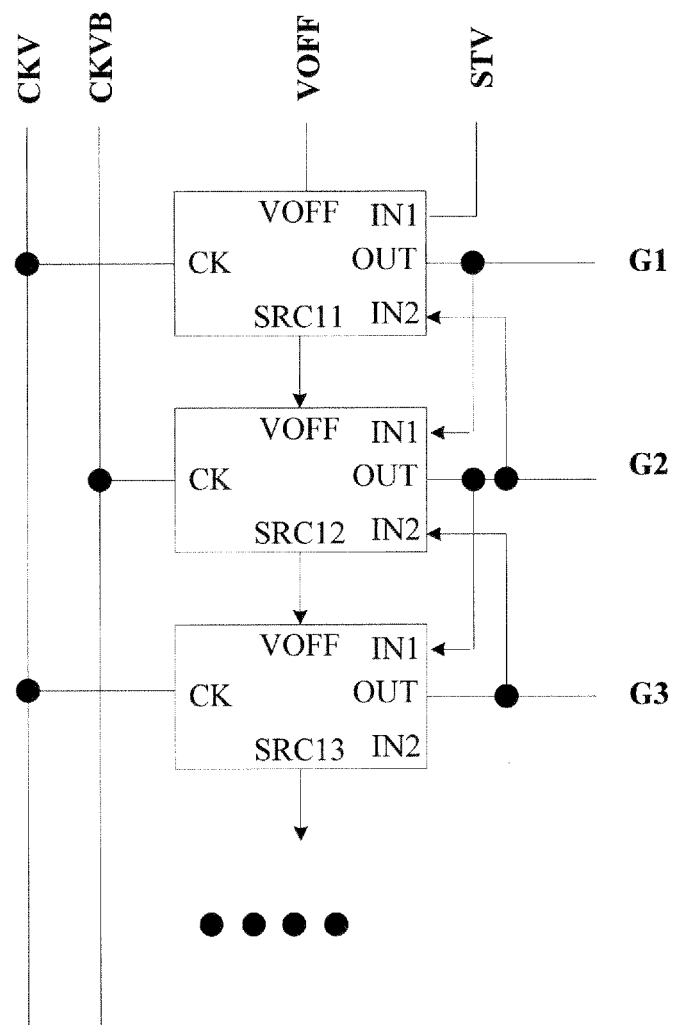 CKV
CKVB
VOFF
STV
VOFF IN1
CK OUT G1
SRC11 IN2
VOFF IN1
CK OUT G2
SRC12 IN2
VOFF IN1
CK OUT G3
SRC13 IN2